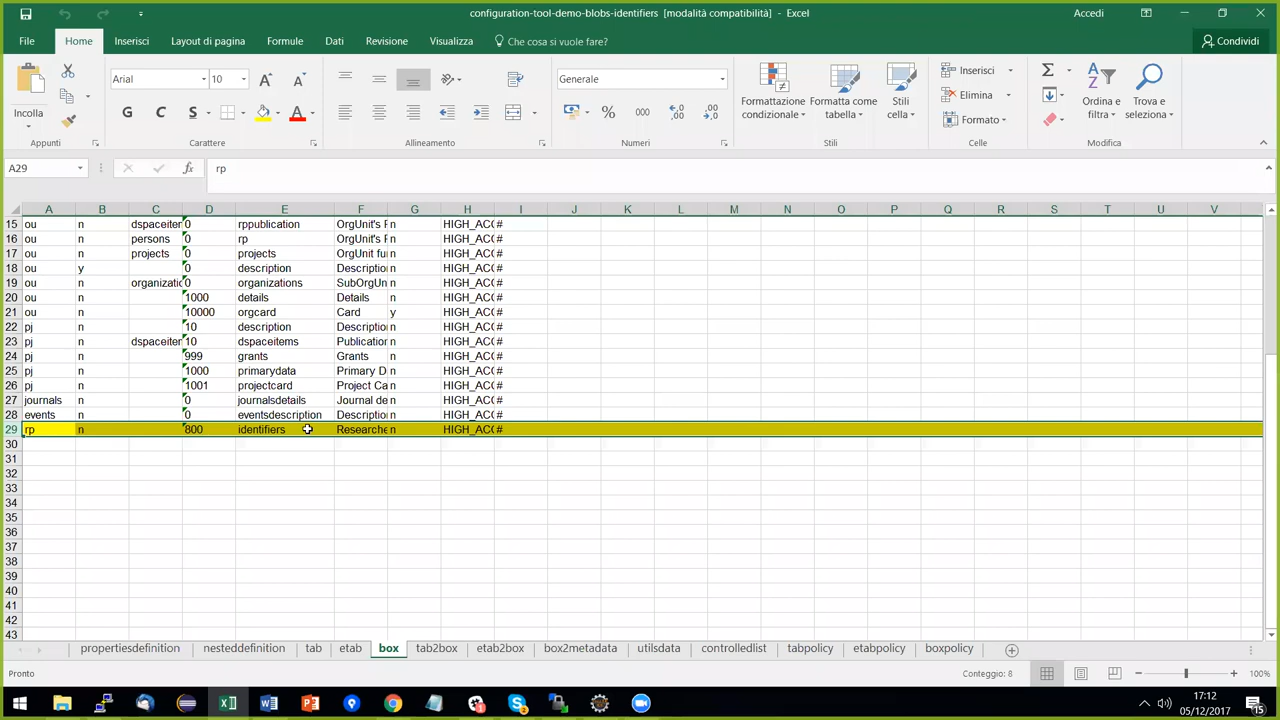 configuration-tool-demo-blobs-identifiers [modalità compatibilità] - Excel
Accedi
File Home Inserisci Layout di pagina Formule Dati Revisione Visualizza Che cosa si vuole fare? Condividi
Arial 10 Generale
Inserisci
Elimina
Formato
G C S % 000
Incolla
Formattazione condizionale
Formatta come tabella
Stili cella
Ordina e filtra
Trova e seleziona
Appunti Carattere Allineamento Numeri Stili Celle Modifica
A29 fx rp
A B C D E F G H I J K L M N O P Q R S T U V
15 ou n dspaceiter 0 rppublication OrgUnit's F n HIGH_ACC #
16 ou n persons 0 rp OrgUnit's F n HIGH_ACC #
17 ou n projects 0 projects OrgUnit fu n HIGH_ACC #
18 ou y 0 description Description n HIGH_ACC #
19 ou n organizatio 0 organizations SubOrgUn n HIGH_ACC #
20 ou n 1000 details Details n HIGH_ACC #
21 ou n 10000 orgcard Card y HIGH_ACC #
22 pj n 10 description Description n HIGH_ACC #
23 pj n dspaceiter 10 dspaceitems Publication n HIGH_ACC #
24 pj n 999 grants Grants n HIGH_ACC #
25 pj n 1000 primarydata Primary D n HIGH_ACC #
26 pj n 1001 projectcard Project Ca n HIGH_ACC #
27 journals n 0 journalsdetails Journal de n HIGH_ACC #
28 events n 0 eventsdescription Description n HIGH_ACC #
29 rp n 800 identifiers Researche n HIGH_ACC #
30
31
32
33
34
35
36
37
38
39
40
41
42
43
propertiesdefinition nesteddefinition tab etab box tab2box etab2box box2metadata utilsdata controlledlist tabpolicy etabpolicy boxpolicy
Pronto Conteggio: 8 100%
17:12
05/12/2017
15